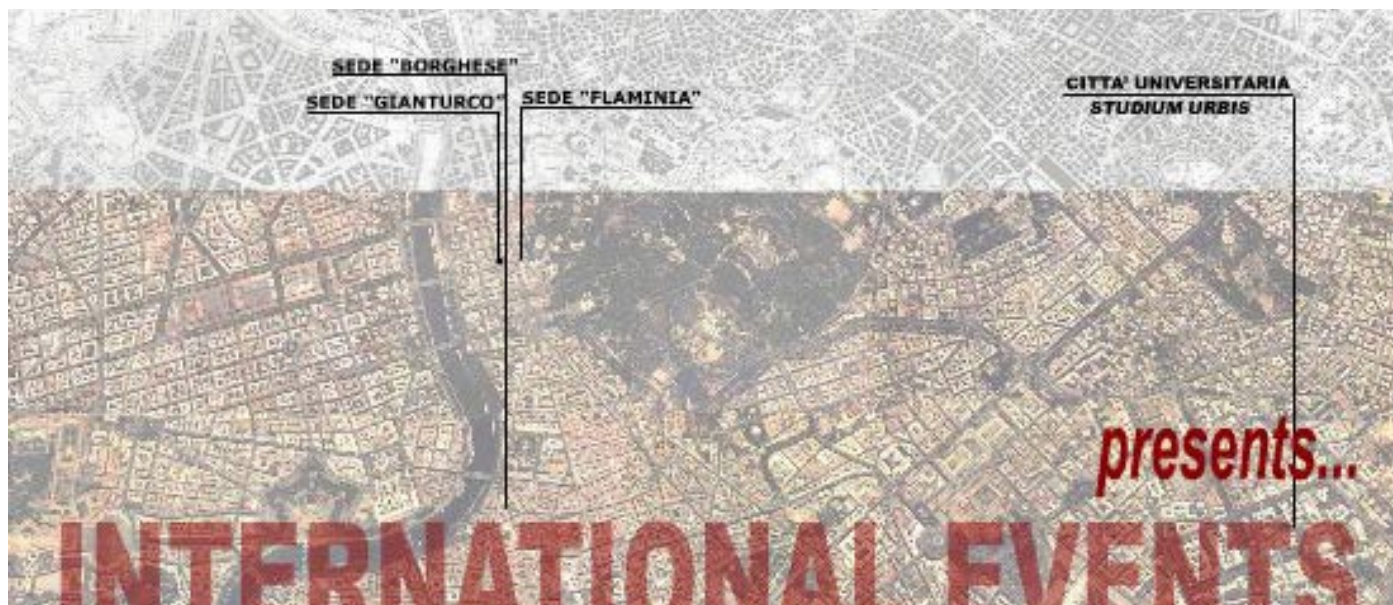 SEDE "BORGHESE"
SEDE "GIANTURCO"
SEDE "FLAMINIA"
CITTA' UNIVERSITARIA
STUDIUM URBIS
presents...
INTERNATIONAL EVENTS